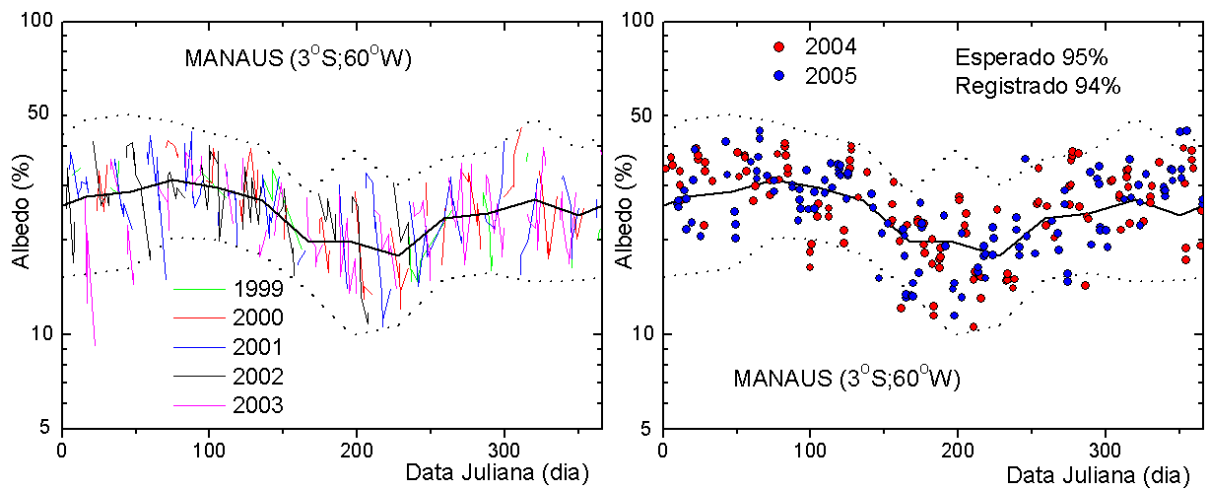 100
50
10
5
Albedo (%)
MANAUS (3°S;60°W)
1999
2000
2001
2002
2003
0
100
200
300
Data Juliana (dia)
100
50
10
5
Albedo (%)
2004
2005
Esperado 95%
Registrado 94%
MANAUS (3°S;60°W)
0
100
200
300
Data Juliana (dia)